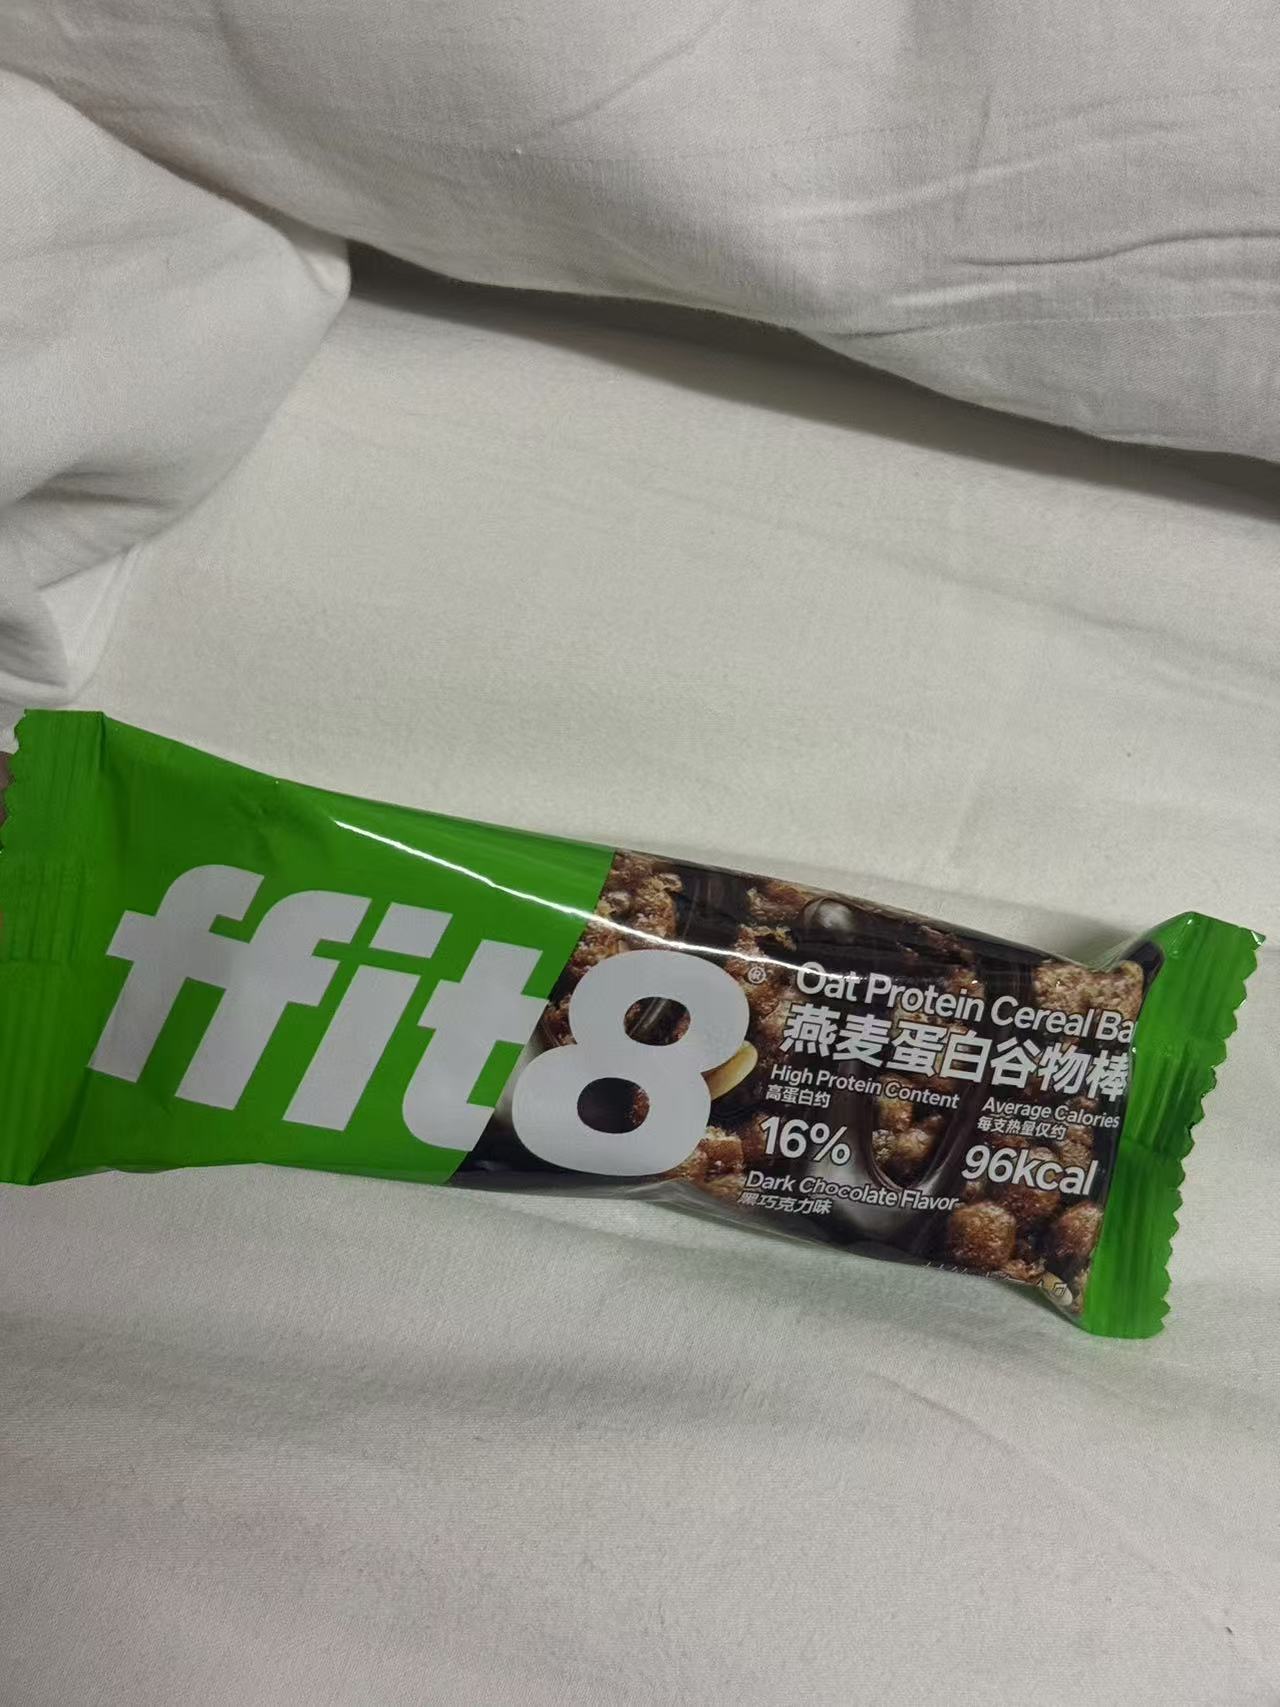 ffit8®
Oat Protein Cereal Ba
燕麦蛋白谷物棒
High Protein Content
高蛋白约
16%
Average Calories
每支热量仅约
96kcal
Dark Chocolate Flavor
黑巧克力味